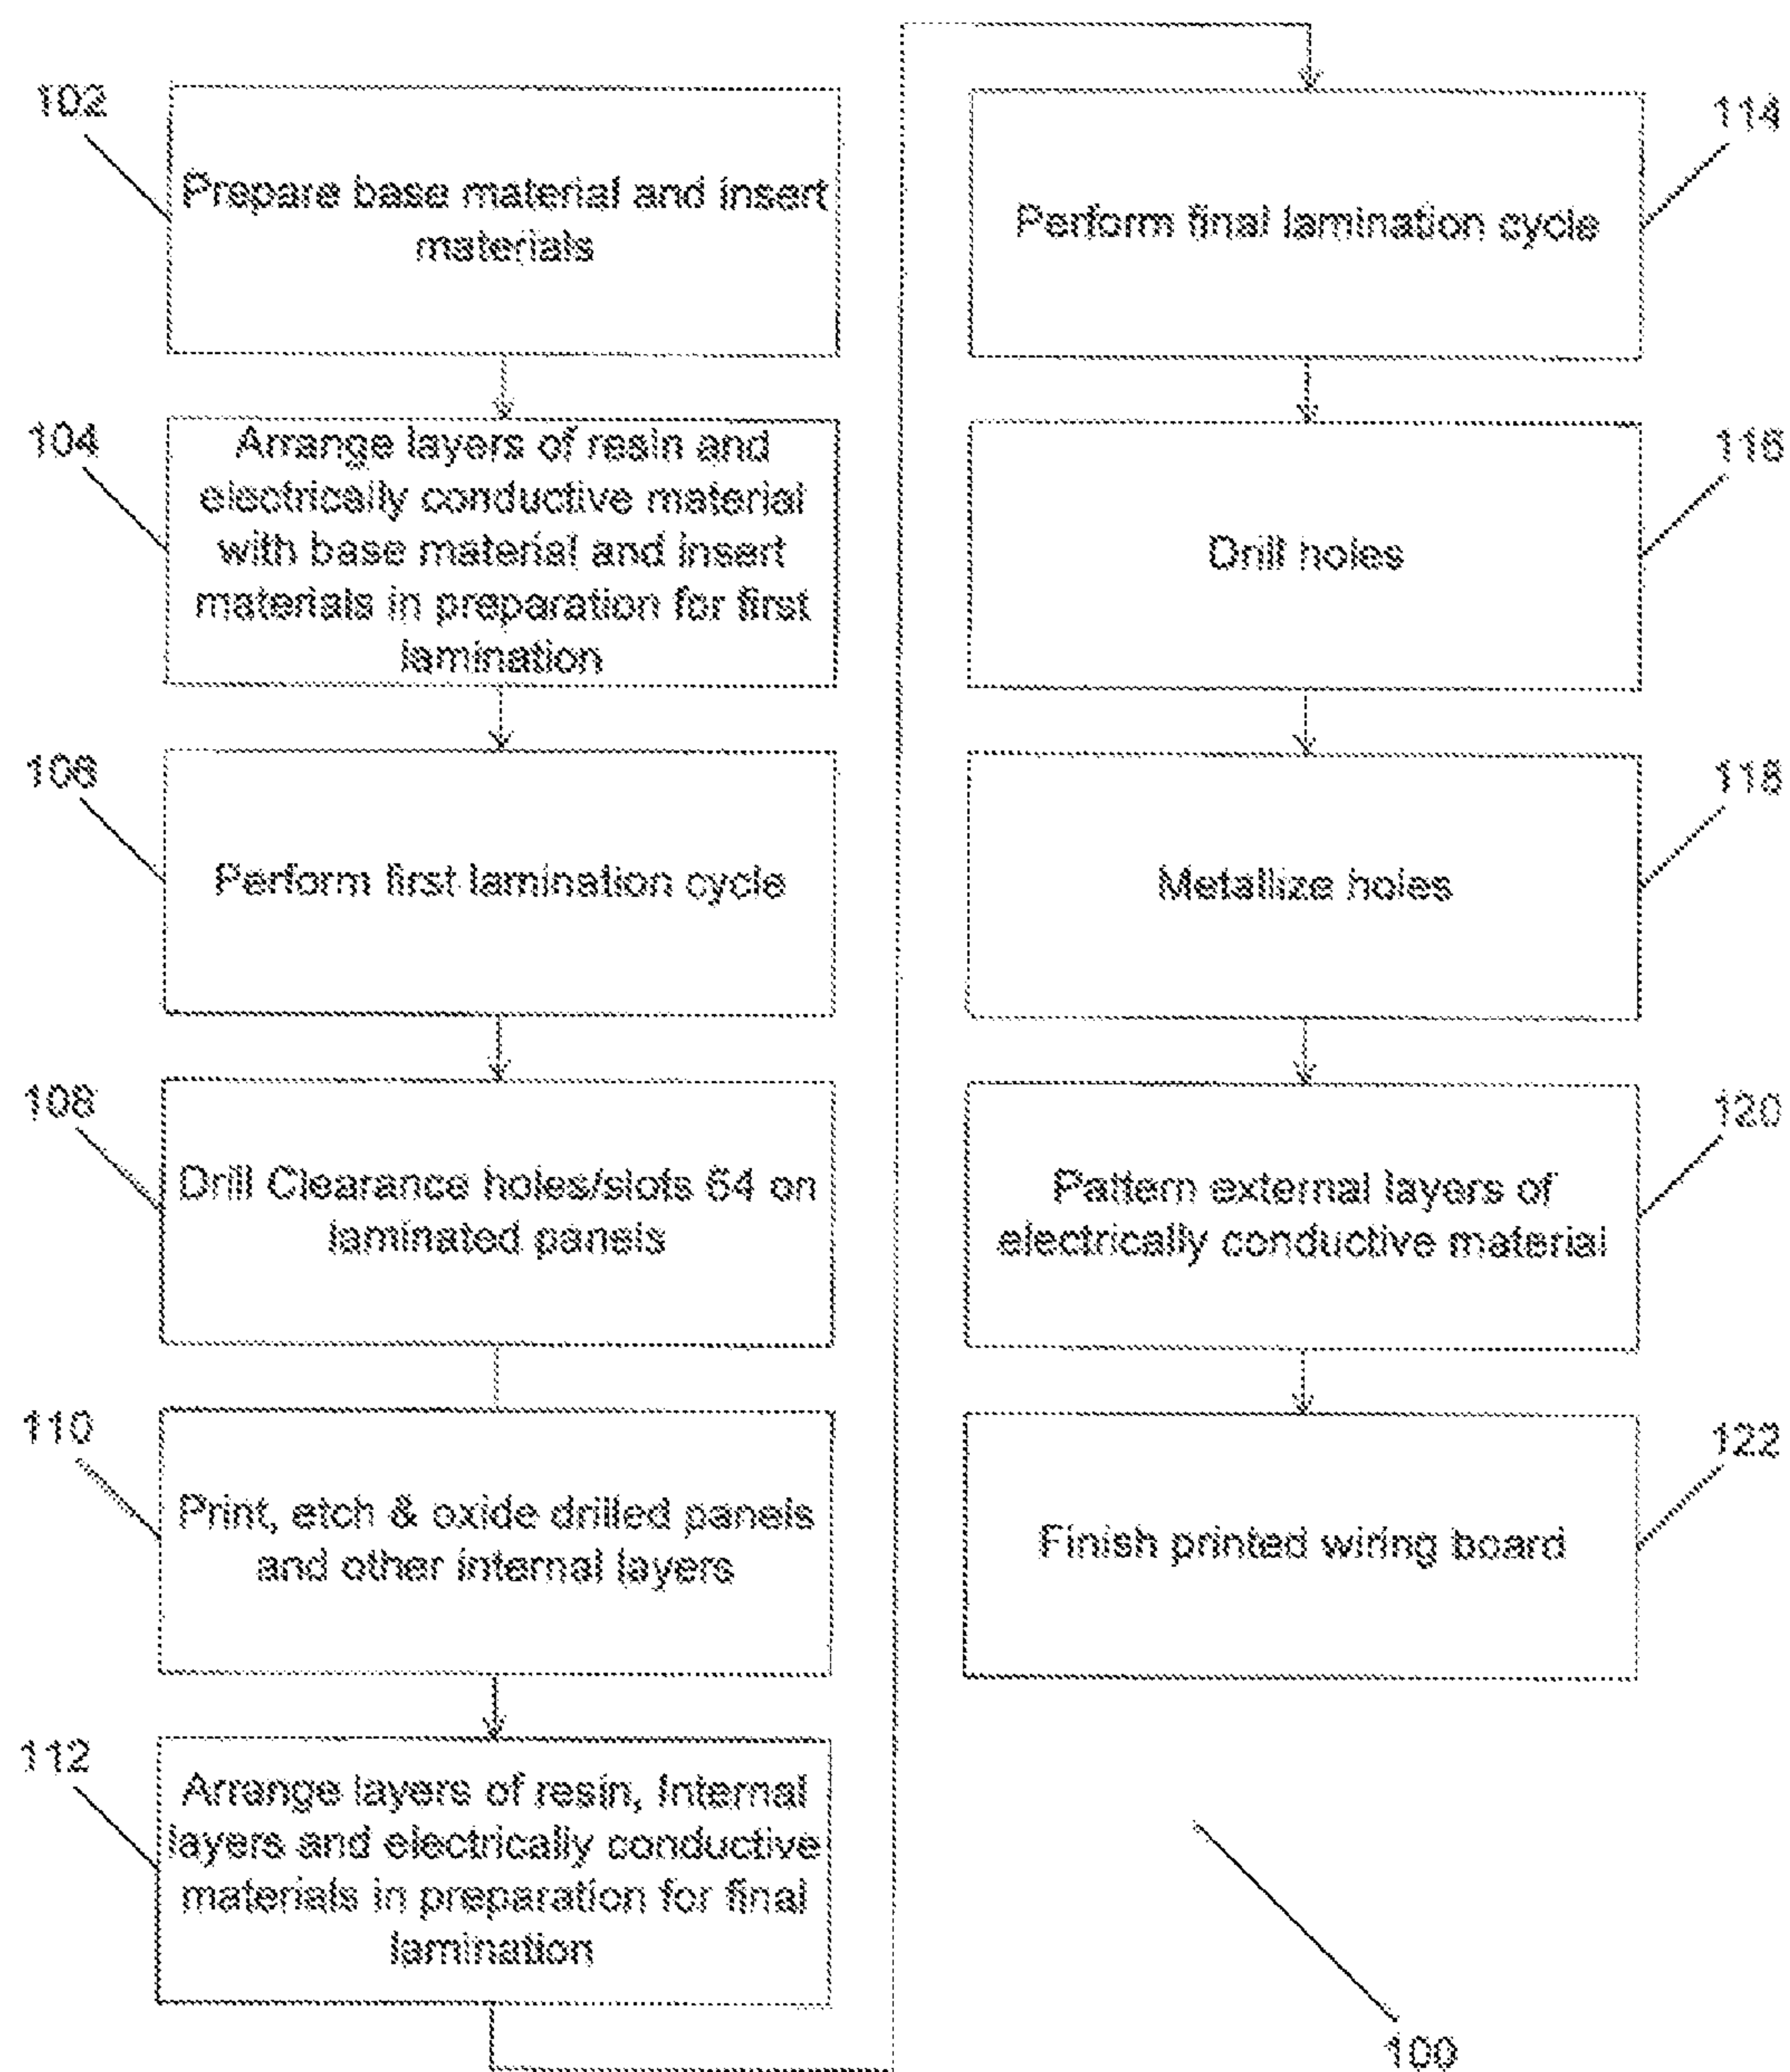 102
Prepare base material and insert
materials
104
Arrange layers of resin and
electrically conductive material
with base material and insert
materials in preparation for first
lamination
106
Perform first lamination cycle
108
Drill Clearance holes/slots 64 on
laminated panels
110
Print, etch & oxide drilled panels
and other internal layers
112
Arrange layers of resin, Internal
layers and electrically conductive
materials in preparation for final
lamination
114
Perform final lamination cycle
116
Drill holes
118
Metallize holes
120
Pattern external layers of
electrically conductive material
122
Finish printed wiring board
100